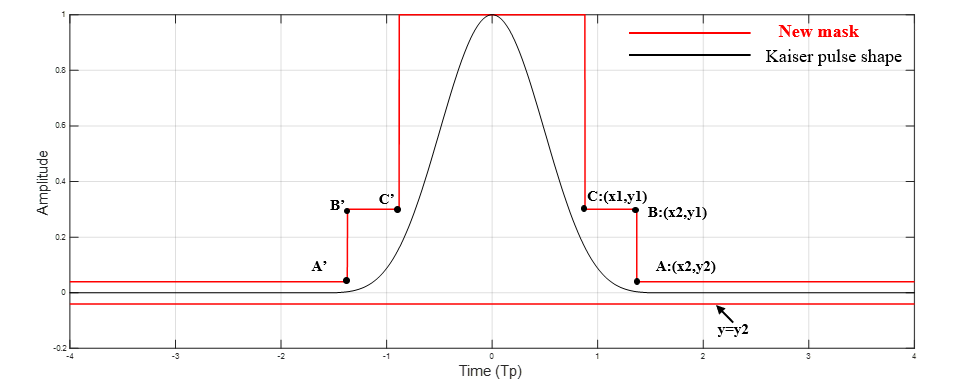 1
0.8
0.6
0.4
0.2
0
-0.2
Amplitude
New mask
Kaiser pulse shape
B’
C’
C:(x1,y1)
B:(x2,y1)
A’
A:(x2,y2)
y=y2
-4
-3
-2
-1
0
1
2
3
4
Time (Tp)